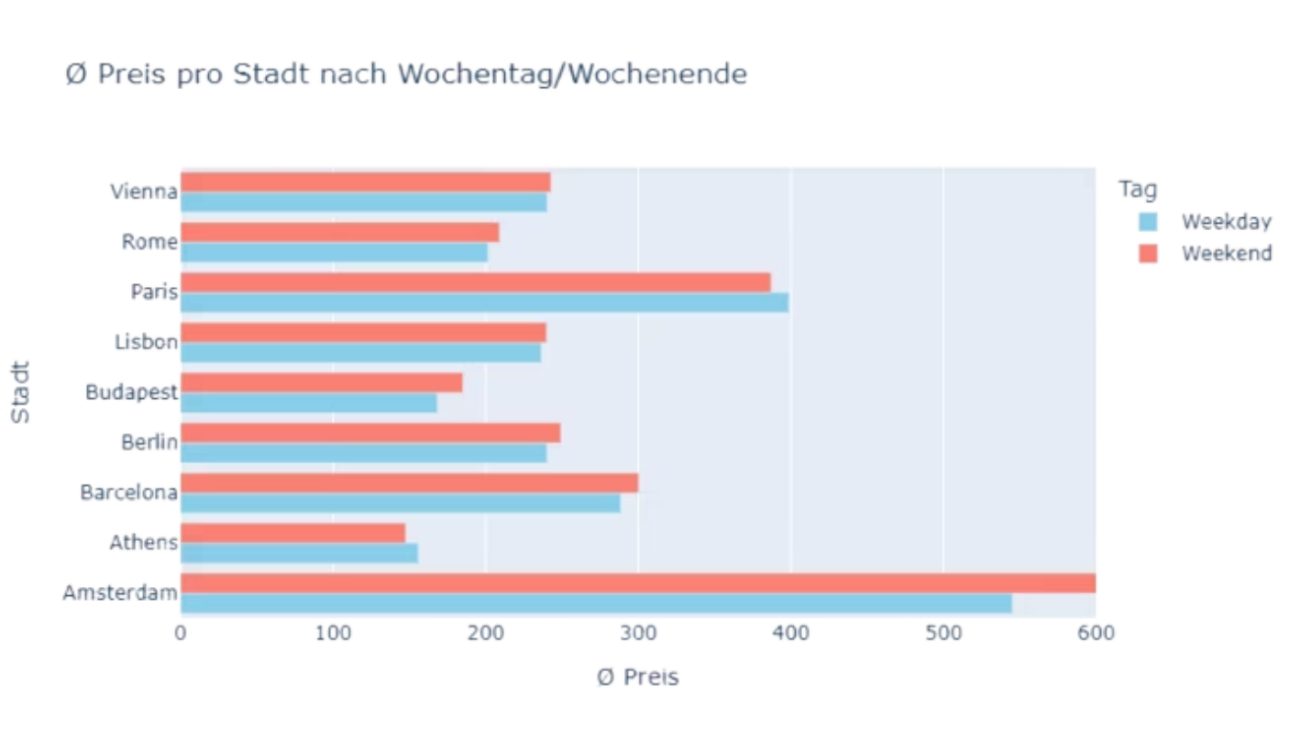 Ø Preis pro Stadt nach Wochentag/Wochenende
Tag
Weekday
Weekend
Stadt
Vienna
Rome
Paris
Lisbon
Budapest
Berlin
Barcelona
Athens
Amsterdam
0 100 200 300 400 500 600
Ø Preis